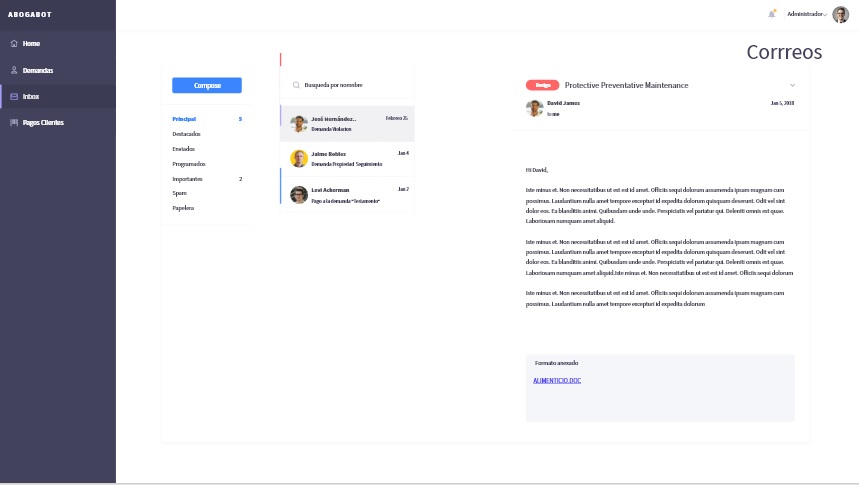 ABOGABOT
Administrador
Corrreos
Home
Demandas
Inbox
Pagos Clientes
Compose
Principal 5
Destacados
Enviados
Programados
Importantes 2
Spam
Papelera
Busqueda por nomnbre
José Hernández.. Febrero 25
Demanda Violacion
Jaime Robles Jan 4
Demanda Propiedad Seguimiento
Levi Ackerman Jan 2
Pago a la demanda "Testamento"
Design Protective Preventative Maintenance
David James Jan 5, 2018
to me
Hi David,
Iste minus et. Non necessitatibus ut est est id amet. Officiis sequi dolorum assumenda ipsam magnam cum
possimus. Laudantium nulla amet tempore excepturi id expedita dolorum quisquam deserunt. Odit vel sint
dolor eos. Ea blanditiis animi. Quibusdam unde unde. Perspiciatis vel pariatur qui. Deleniti omnis est quae.
Laboriosam numquam amet aliquid.
Iste minus et. Non necessitatibus ut est est id amet. Officiis sequi dolorum assumenda ipsam magnam cum
possimus. Laudantium nulla amet tempore excepturi id expedita dolorum quisquam deserunt. Odit vel sint
dolor eos. Ea blanditiis animi. Quibusdam unde unde. Perspiciatis vel pariatur qui. Deleniti omnis est quae.
Laboriosam numquam amet aliquid.Iste minus et. Non necessitatibus ut est est id amet. Officiis sequi dolorum
Iste minus et. Non necessitatibus ut est est id amet. Officiis sequi dolorum assumenda ipsam magnam cum
possimus. Laudantium nulla amet tempore excepturi id expedita dolorum
Formato anexado
ALIMENTICIO.DOC